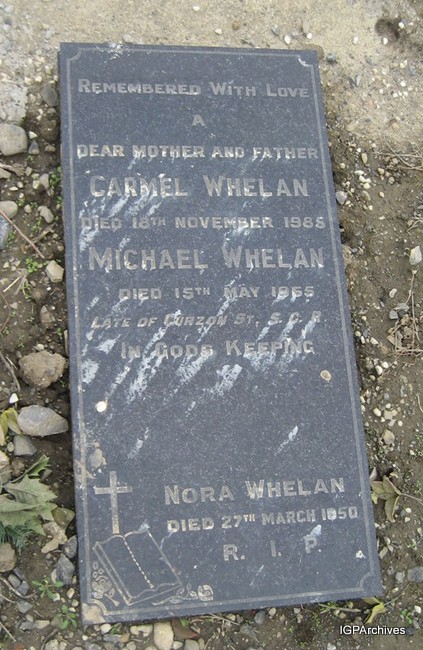 REMEMBERED WITH LOVE
A
DEAR MOTHER AND FATHER
CARMEL WHELAN
DIED 18TH NOVEMBER 1985
MICHAEL WHELAN
DIED 15TH MAY 1965
LATE OF CURZON ST. S. C. R.
IN GODS KEEPING
NORA WHELAN
DIED 27TH MARCH 1950
R. I. P.
IGPArchives